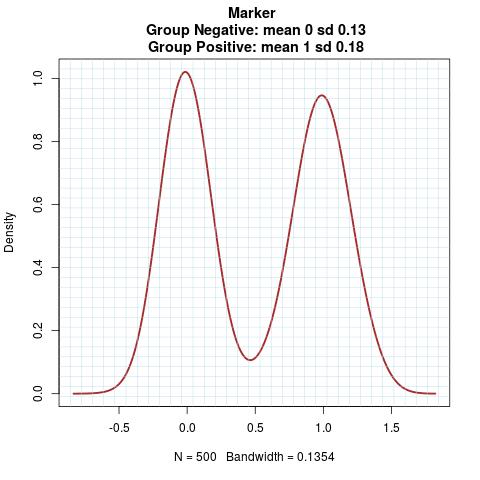 Marker
Group Negative: mean 0 sd 0.13
Group Positive: mean 1 sd 0.18
Density
1.0
0.8
0.6
0.4
0.2
0.0
-0.5 0.0 0.5 1.0 1.5
N = 500 Bandwidth = 0.1354